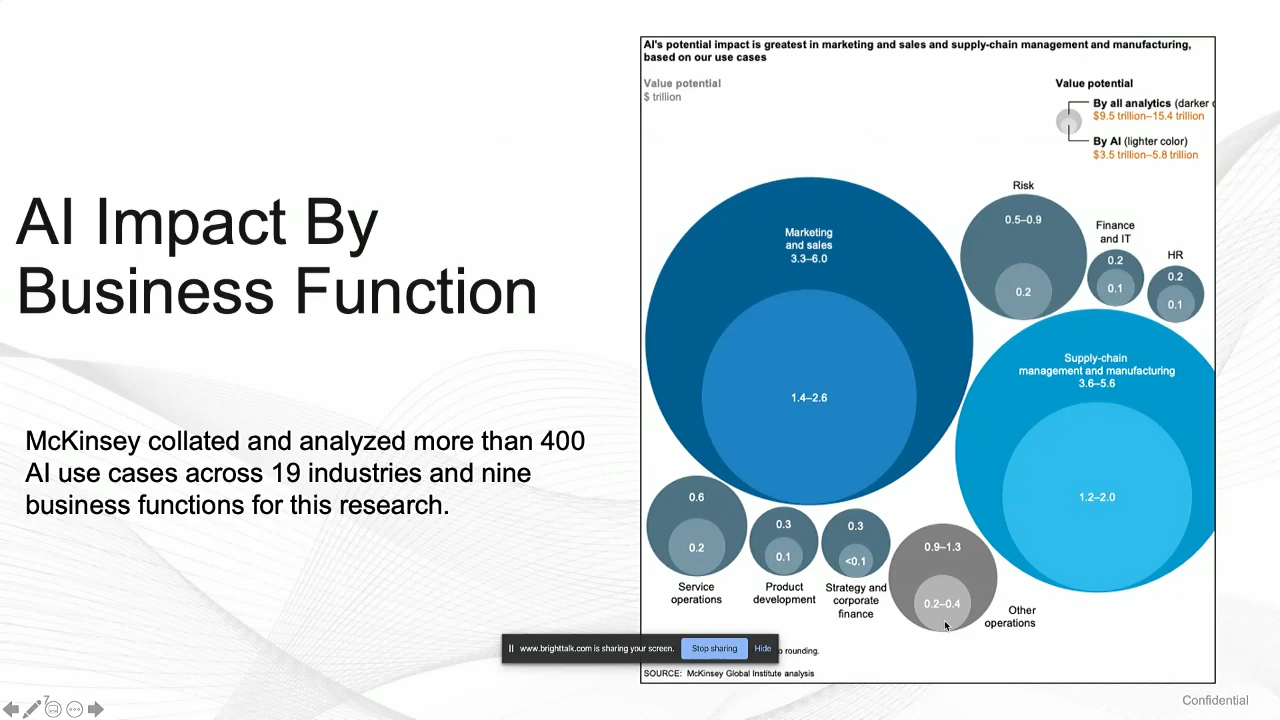 AI Impact By
Business Function
McKinsey collated and analyzed more than 400
AI use cases across 19 industries and nine
business functions for this research.
AI's potential impact is greatest in marketing and sales and supply-chain management and manufacturing,
based on our use cases
Value potential
$ trillion
Value potential
By all analytics (darker
$9.5 trillion–15.4 trillion
By AI (lighter color)
$3.5 trillion–5.8 trillion
Marketing
and sales
3.3–6.0
1.4–2.6
Risk
0.5–0.9
0.2
Finance
and IT
0.2
0.1
HR
0.2
0.1
Supply-chain
management and manufacturing
3.6–5.6
1.2–2.0
0.6
0.2
Service
operations
0.3
0.1
Product
development
0.3
<0.1
Strategy and
corporate
finance
0.9–1.3
0.2–0.4
Other
operations
www.brighttalk.com is sharing your screen.
Stop sharing
Hide
rounding.
SOURCE: McKinsey Global Institute analysis
7
Confidential